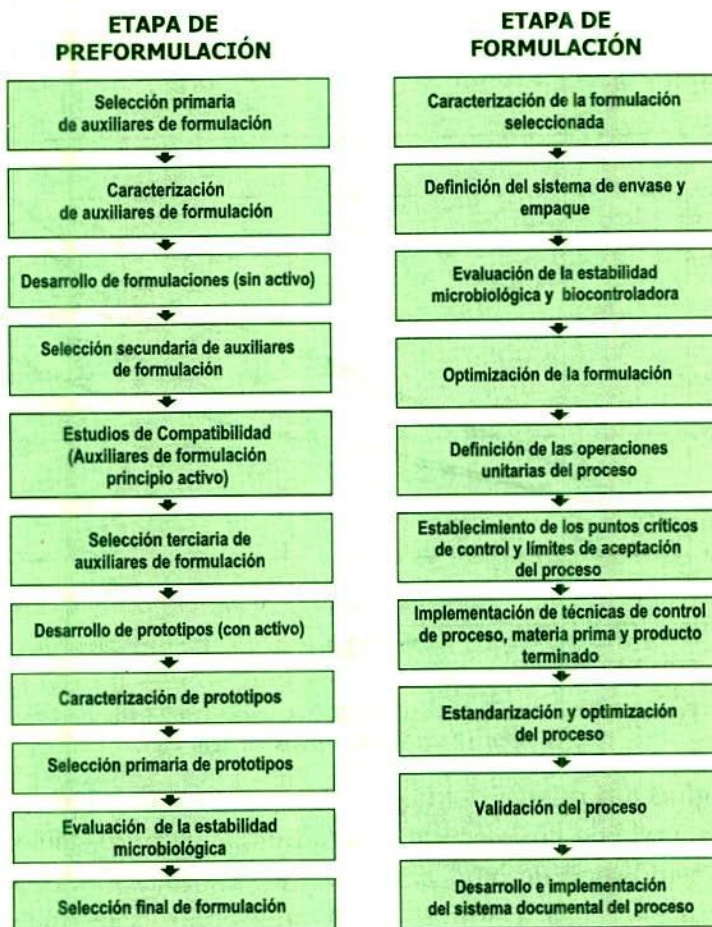 ETAPA DE
PREFORMULACIÓN
Selección primaria
de auxiliares de formulación
Caracterización
de auxiliares de formulación
Desarrollo de formulaciones (sin activo)
Selección secundaria de auxiliares
de formulación
Estudios de Compatibilidad
(Auxiliares de formulación
principio activo)
Selección terciaria de
auxiliares de formulación
Desarrollo de prototipos (con activo)
Caracterización de prototipos
Selección primaria de prototipos
Evaluación de la estabilidad
microbiológica
Selección final de formulación
ETAPA DE
FORMULACIÓN
Caracterización de la formulación
seleccionada
Definición del sistema de envase y
empaque
Evaluación de la estabilidad
microbiológica y biocontroladora
Optimización de la formulación
Definición de las operaciones
unitarias del proceso
Establecimiento de los puntos críticos
de control y límites de aceptación
del proceso
Implementación de técnicas de control
de proceso, materia prima y producto
terminado
Estandarización y optimización
del proceso
Validación del proceso
Desarrollo e implementación
del sistema documental del proceso